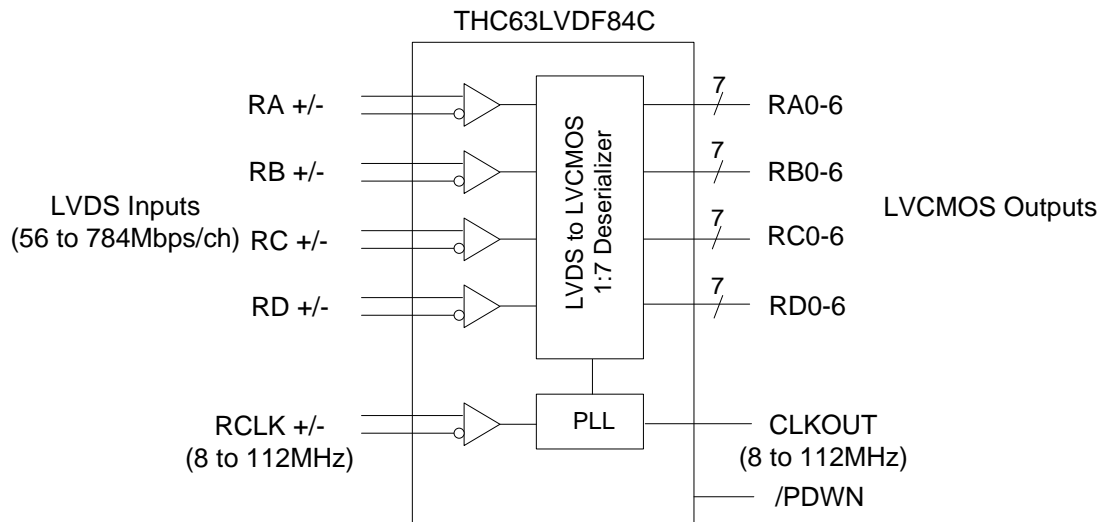 THC63LVDF84C
RA +/-
7
RA0-6
RB +/-
7
RB0-6
LVDS Inputs
(56 to 784Mbps/ch)
LVDS to LVCMOS
1:7 Deserializer
LVCMOS Outputs
RC +/-
7
RC0-6
RD +/-
7
RD0-6
RCLK +/-
(8 to 112MHz)
PLL
CLKOUT
(8 to 112MHz)
/PDWN